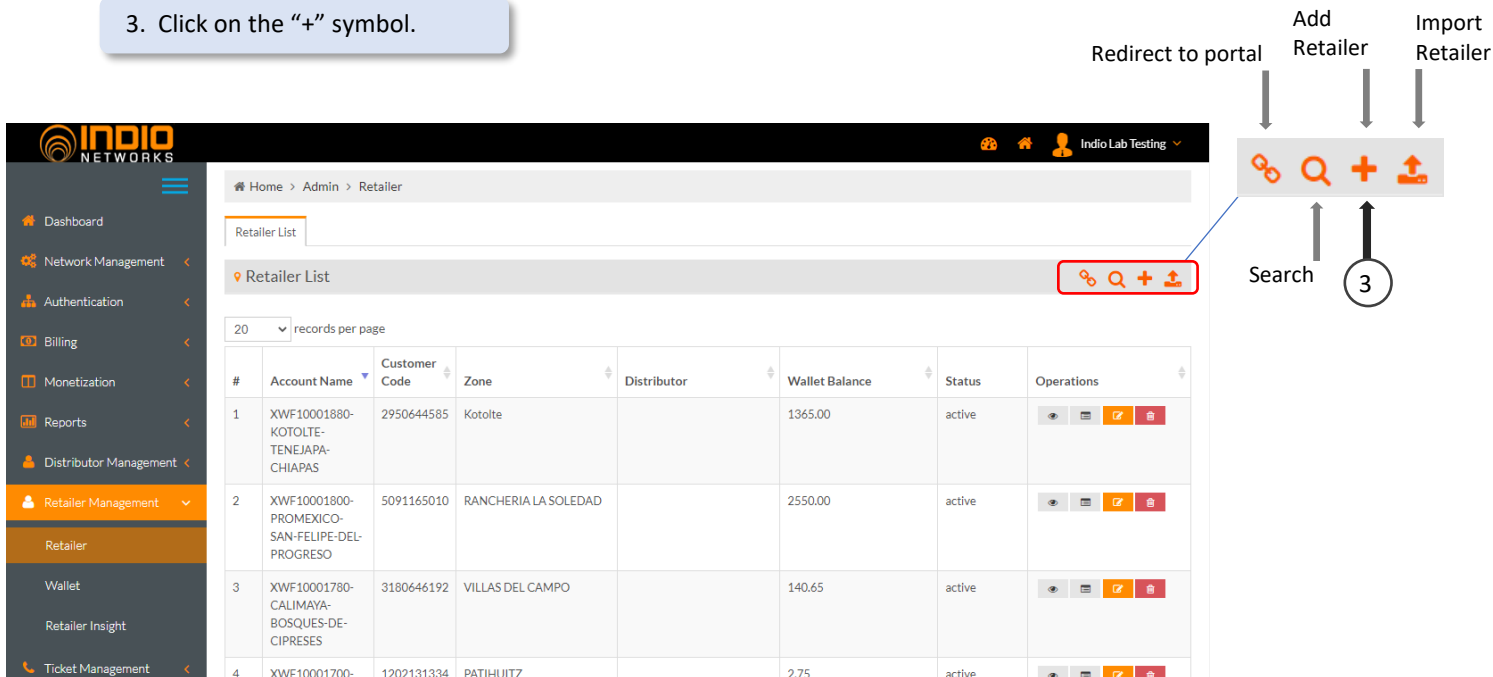 3. Click on the “+” symbol.
Add Retailer
Import Retailer
Redirect to portal
INDIO
NETWORKS
Indio Lab Testing
Home > Admin > Retailer
Dashboard
Retailer List
Network Management
Retailer List
Search
3
Authentication
20 records per page
Billing
# Account Name Customer Code Zone Distributor Wallet Balance Status Operations
Monetization
1 XWF10001880- 2950644585 Kotolte 1365.00 active
KOTOLTE-
TENEJAPA-
CHIAPAS
Reports
Distributor Management
Retailer Management
2 XWF10001800- 5091165010 RANCHERIA LA SOLEDAD 2550.00 active
PROMEXICO-
SAN-FELIPE-DEL-
PROGRESO
Retailer
Wallet
3 XWF10001780- 3180646192 VILLAS DEL CAMPO 140.65 active
CALIMAYA-
BOSQUES-DE-
CIPRESES
Retailer Insight
Ticket Management
4 XWF10001700- 1202131334 PATIHUITZ 2.75 active